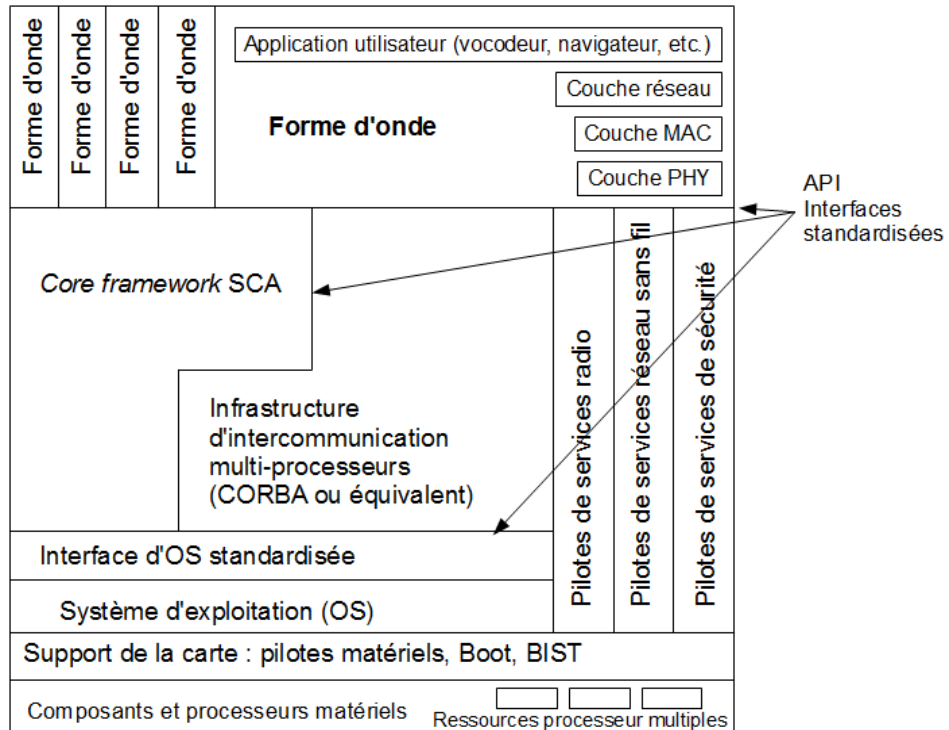 Forme d'onde
Forme d'onde
Forme d'onde
Forme d'onde
Application utilisateur (vocodeur, navigateur, etc.)
Couche réseau
Forme d'onde
Couche MAC
Couche PHY
API
Interfaces
standardisées
Core framework SCA
Infrastructure
d'intercommunication
multi-processeurs
(CORBA ou équivalent)
Pilotes de services radio
Pilotes de services réseau sans fil
Pilotes de services de sécurité
Interface d'OS standardisée
Système d'exploitation (OS)
Support de la carte : pilotes matériels, Boot, BIST
Composants et processeurs matériels
Ressources processeur multiples